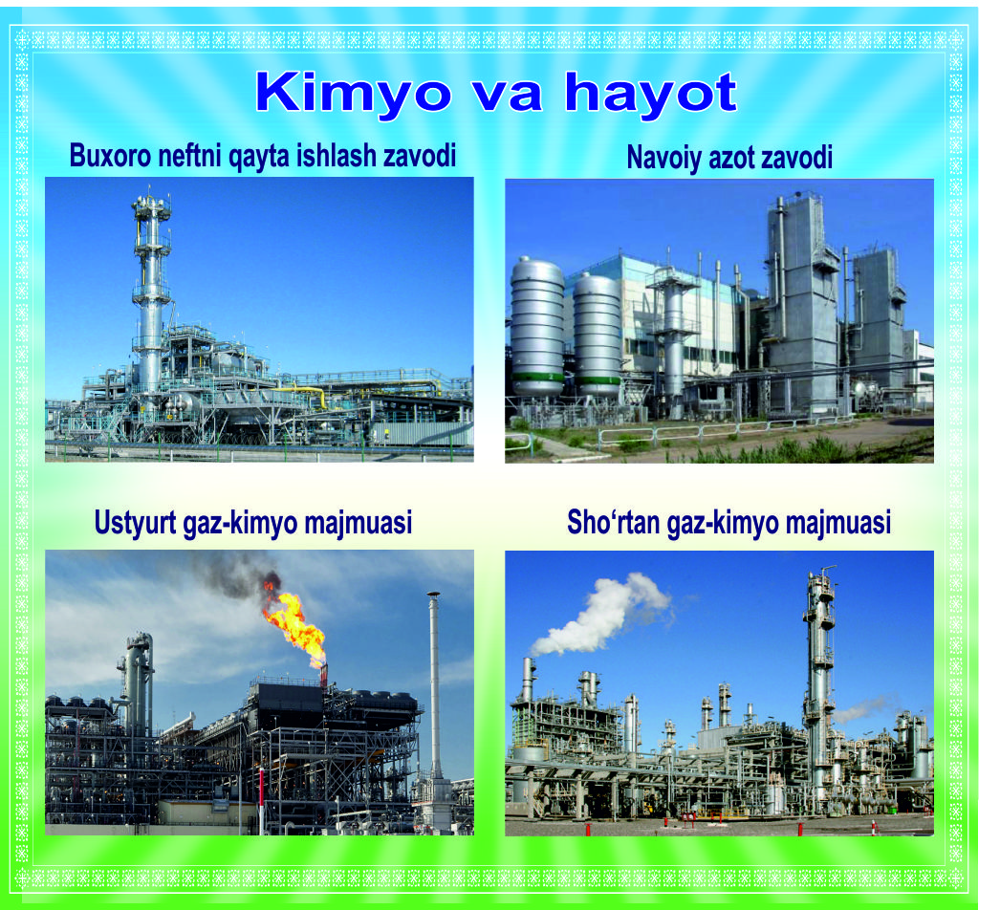 Kimyo va hayot
Buxoro neftni qayta ishlash zavodi
Navoiy azot zavodi
Ustyurt gaz-kimyo majmuasi
Sho‘rtan gaz-kimyo majmuasi